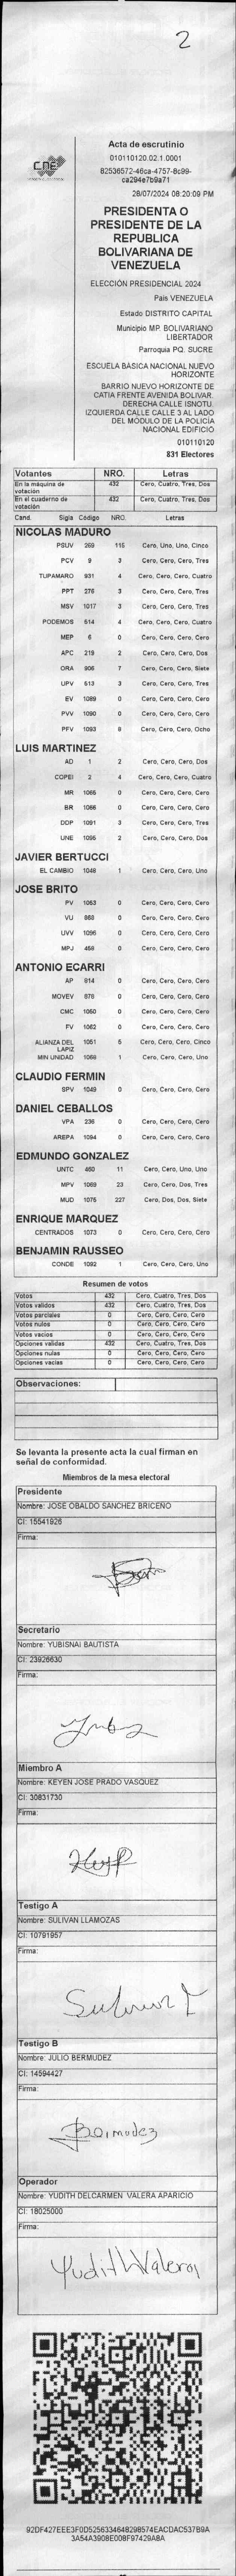 2
CNE
Acta de escrutinio
010110120.02.1.0001
82536572-46ca-4757-8c99-
ca294e7b9a71
28/07/2024 08:20:09 PM
PRESIDENTA O
PRESIDENTE DE LA
REPUBLICA
BOLIVARIANA DE
VENEZUELA
ELECCIÓN PRESIDENCIAL 2024
País VENEZUELA
Estado DISTRITO CAPITAL
Municipio MP. BOLIVARIANO
LIBERTADOR
Parroquia PQ. SUCRE
ESCUELA BÁSICA NACIONAL NUEVO
HORIZONTE
BARRIO NUEVO HORIZONTE DE
CATIA FRENTE AVENIDA BOLIVAR.
DERECHA CALLE ISNOTU.
IZQUIERDA CALLE CALLE 3 AL LADO
DEL MÓDULO DE LA POLICÍA
NACIONAL EDIFICIO
010110120
831 Electores
Votantes NRO. Letras
En la máquina de votación 432 Cero, Cuatro, Tres, Dos
En el cuaderno de votación 432 Cero, Cuatro, Tres, Dos
Cand. Sigla Código NRO. Letras
NICOLAS MADURO
PSUV 269 115 Cero, Uno, Uno, Cinco
PCV 9 3 Cero, Cero, Cero, Tres
TUPAMARO 931 4 Cero, Cero, Cero, Cuatro
PPT 276 3 Cero, Cero, Cero, Tres
MSV 1017 3 Cero, Cero, Cero, Tres
PODEMOS 514 4 Cero, Cero, Cero, Cuatro
MEP 6 0 Cero, Cero, Cero, Cero
APC 219 2 Cero, Cero, Cero, Dos
ORA 906 7 Cero, Cero, Cero, Siete
UPV 513 3 Cero, Cero, Cero, Tres
EV 1089 0 Cero, Cero, Cero, Cero
PVV 1090 0 Cero, Cero, Cero, Cero
PFV 1093 8 Cero, Cero, Cero, Ocho
LUIS MARTINEZ
AD 1 2 Cero, Cero, Cero, Dos
COPEI 2 4 Cero, Cero, Cero, Cuatro
MR 1065 0 Cero, Cero, Cero, Cero
BR 1066 0 Cero, Cero, Cero, Cero
DDP 1091 3 Cero, Cero, Cero, Tres
UNE 1095 2 Cero, Cero, Cero, Dos
JAVIER BERTUCCI
EL CAMBIO 1048 1 Cero, Cero, Cero, Uno
JOSE BRITO
PV 1053 0 Cero, Cero, Cero, Cero
VU 868 0 Cero, Cero, Cero, Cero
UVV 1096 0 Cero, Cero, Cero, Cero
MPJ 458 0 Cero, Cero, Cero, Cero
ANTONIO ECARRI
AP 814 0 Cero, Cero, Cero, Cero
MOVEV 878 0 Cero, Cero, Cero, Cero
CMC 1050 0 Cero, Cero, Cero, Cero
FV 1062 0 Cero, Cero, Cero, Cero
ALIANZA DEL LAPIZ 1051 5 Cero, Cero, Cero, Cinco
MIN UNIDAD 1068 1 Cero, Cero, Cero, Uno
CLAUDIO FERMIN
SPV 1049 0 Cero, Cero, Cero, Cero
DANIEL CEBALLOS
VPA 236 0 Cero, Cero, Cero, Cero
AREPA 1094 0 Cero, Cero, Cero, Cero
EDMUNDO GONZALEZ
UNTC 460 11 Cero, Cero, Uno, Uno
MPV 1069 23 Cero, Cero, Dos, Tres
MUD 1075 227 Cero, Dos, Dos, Siete
ENRIQUE MARQUEZ
CENTRADOS 1073 0 Cero, Cero, Cero, Cero
BENJAMIN RAUSSEO
CONDE 1092 1 Cero, Cero, Cero, Uno
Resumen de votos
Votos 432 Cero, Cuatro, Tres, Dos
Votos validos 432 Cero, Cuatro, Tres, Dos
Votos parciales 0 Cero, Cero, Cero, Cero
Votos nulos 0 Cero, Cero, Cero, Cero
Votos vacíos 0 Cero, Cero, Cero, Cero
Opciones validas 432 Cero, Cuatro, Tres, Dos
Opciones nulas 0 Cero, Cero, Cero, Cero
Opciones vacías 0 Cero, Cero, Cero, Cero
Observaciones:
Se levanta la presente acta la cual firman en
señal de conformidad.
Miembros de la mesa electoral
Presidente
Nombre: JOSE OBALDO SANCHEZ BRICEÑO
CI: 15541926
Firma:
Secretario
Nombre: YUBISNAI BAUTISTA
CI: 23926630
Firma:
Miembro A
Nombre: KEYEN JOSE PRADO VASQUEZ
CI: 30831730
Firma:
Testigo A
Nombre: SULIVAN LLAMOZAS
CI: 10791957
Firma:
Testigo B
Nombre: JULIO BERMUDEZ
CI: 14594427
Firma:
Bermudez
Operador
Nombre: YUDITH DELCARMEN VALERA APARICIO
CI: 18025000
Firma:
Yudith Valera
92DF427EEE3F0D5256334648298574EACDAC537B9A
3A54A3908E008F97429A8A